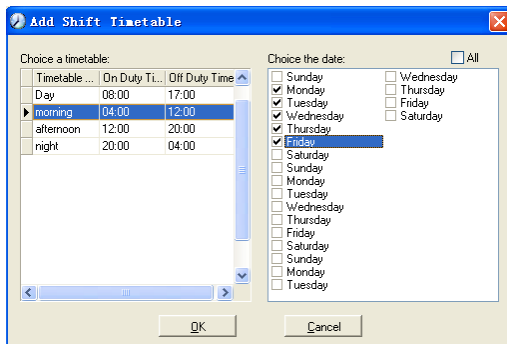 Add Shift Timetable
Choice a timetable:
Timetable ... On Duty Ti... Off Duty Time
Day 08:00 17:00
morning 04:00 12:00
afternoon 12:00 20:00
night 20:00 04:00
Choice the date:
All
Sunday
Monday
Tuesday
Wednesday
Thursday
Friday
Saturday
Sunday
Monday
Tuesday
Wednesday
Thursday
Friday
Saturday
Sunday
Monday
Tuesday
Wednesday
Thursday
Friday
Saturday
OK
Cancel